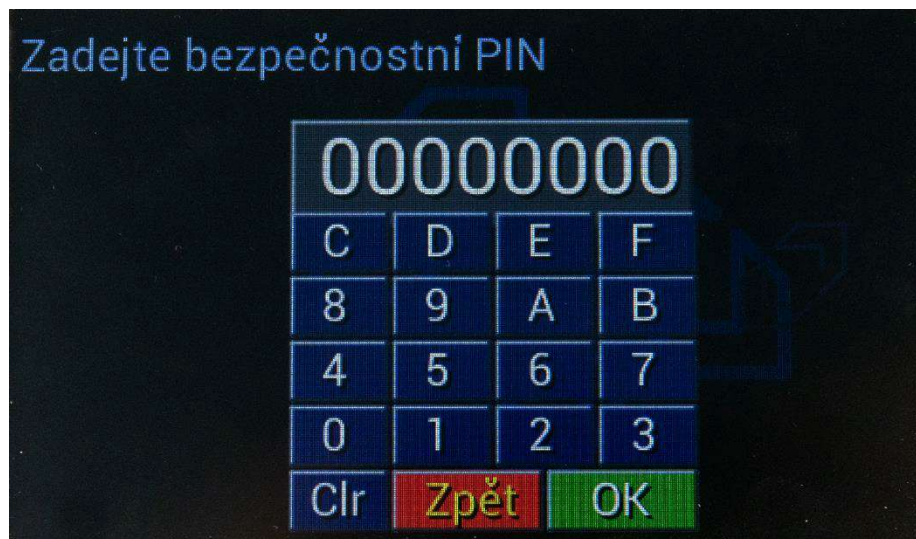 Zadejte bezpečnostní PIN
00000000
C D E F
8 9 A B
4 5 6 7
0 1 2 3
Clr Zpět OK